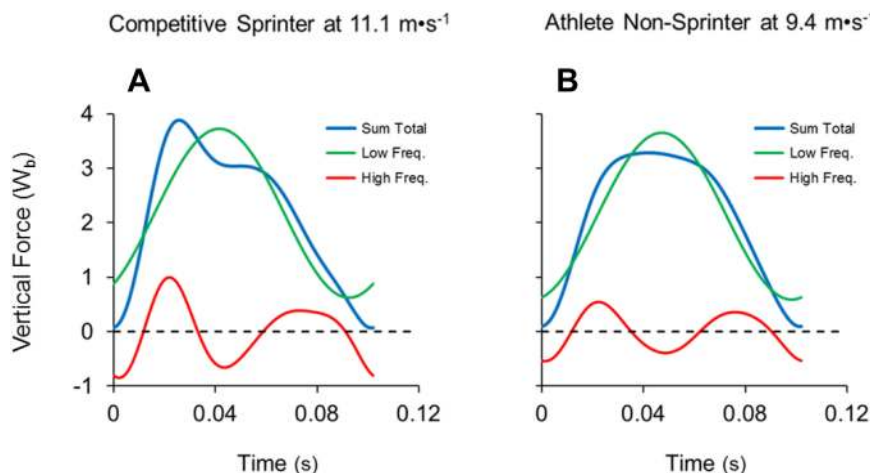 Competitive Sprinter at 11.1 m•s⁻¹
Athlete Non-Sprinter at 9.4 m•s⁻
A
B
Vertical Force (Wb)
4
3
2
1
0
-1
Sum Total
Low Freq.
High Freq.
Sum Total
Low Freq.
High Freq.
0
0.04
0.08
0.12
0
0.04
0.08
0.12
Time (s)
Time (s)